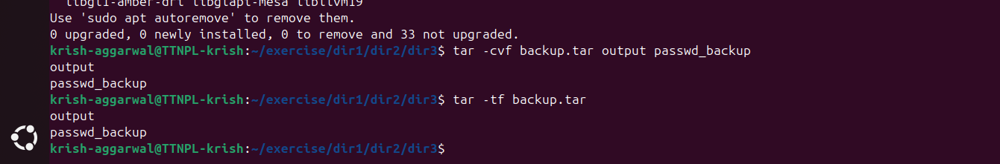 libgl1-amber-dri libglapi-mesa libllvm19
Use 'sudo apt autoremove' to remove them.
0 upgraded, 0 newly installed, 0 to remove and 33 not upgraded.
krish-aggarwal@TTNPL-krish:~/exercise/dir1/dir2/dir3$ tar -cvf backup.tar output passwd_backup
output
passwd_backup
krish-aggarwal@TTNPL-krish:~/exercise/dir1/dir2/dir3$ tar -tf backup.tar
output
passwd_backup
krish-aggarwal@TTNPL-krish:~/exercise/dir1/dir2/dir3$